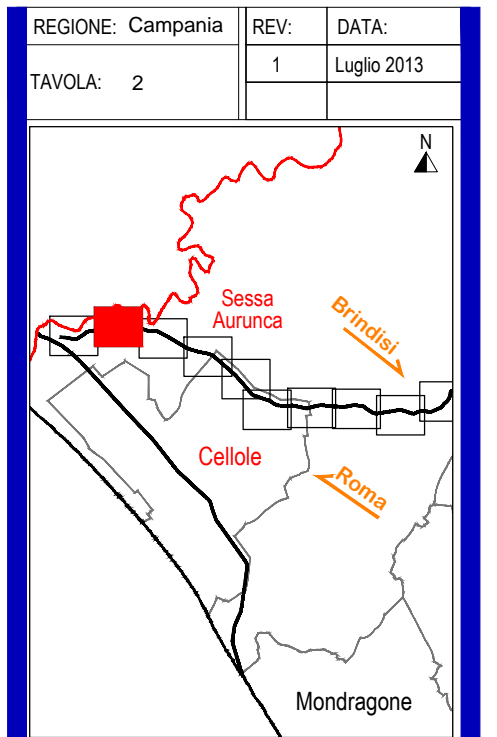 REGIONE: Campania
REV:
DATA:
TAVOLA: 2
1
Luglio 2013
N
Sessa
Aurunca
Brindisi
Cellole
Roma
Mondragone